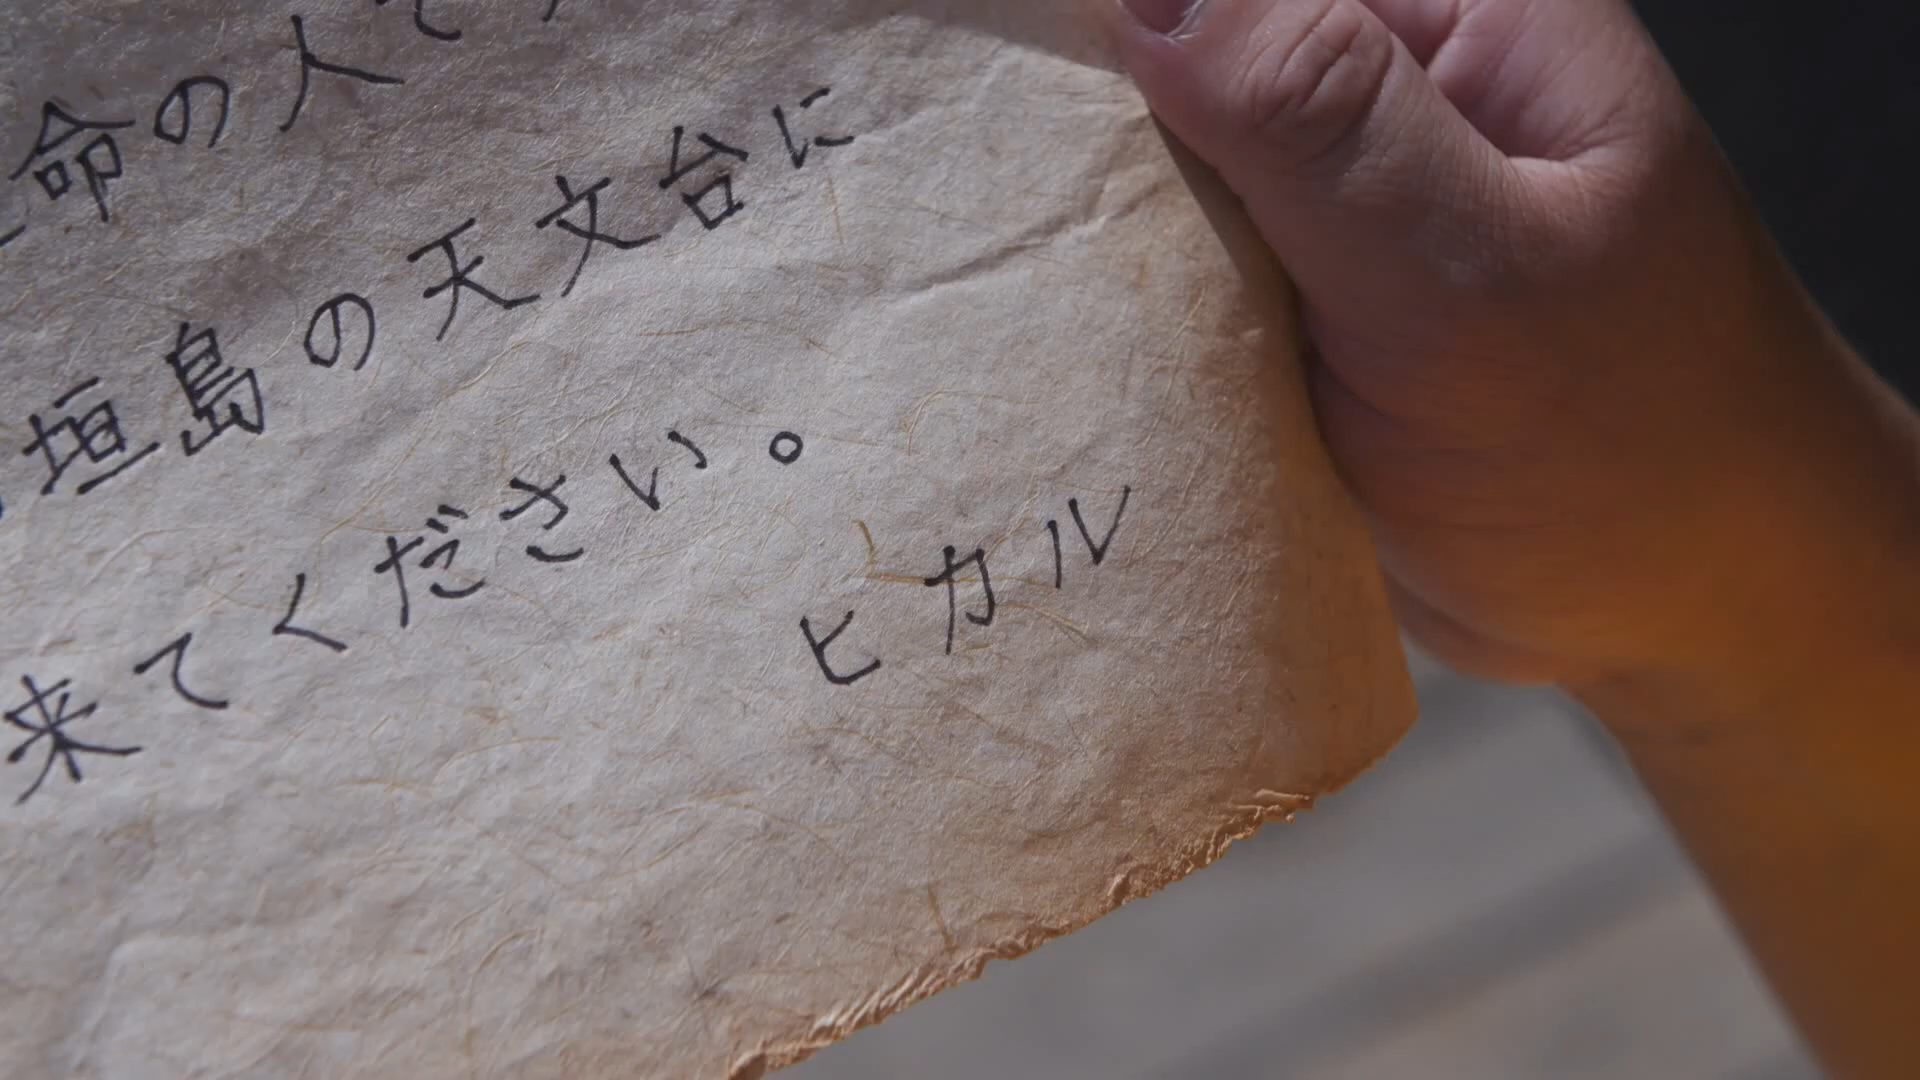 命の人で
垣島の天文台に
来てください。
ヒカル